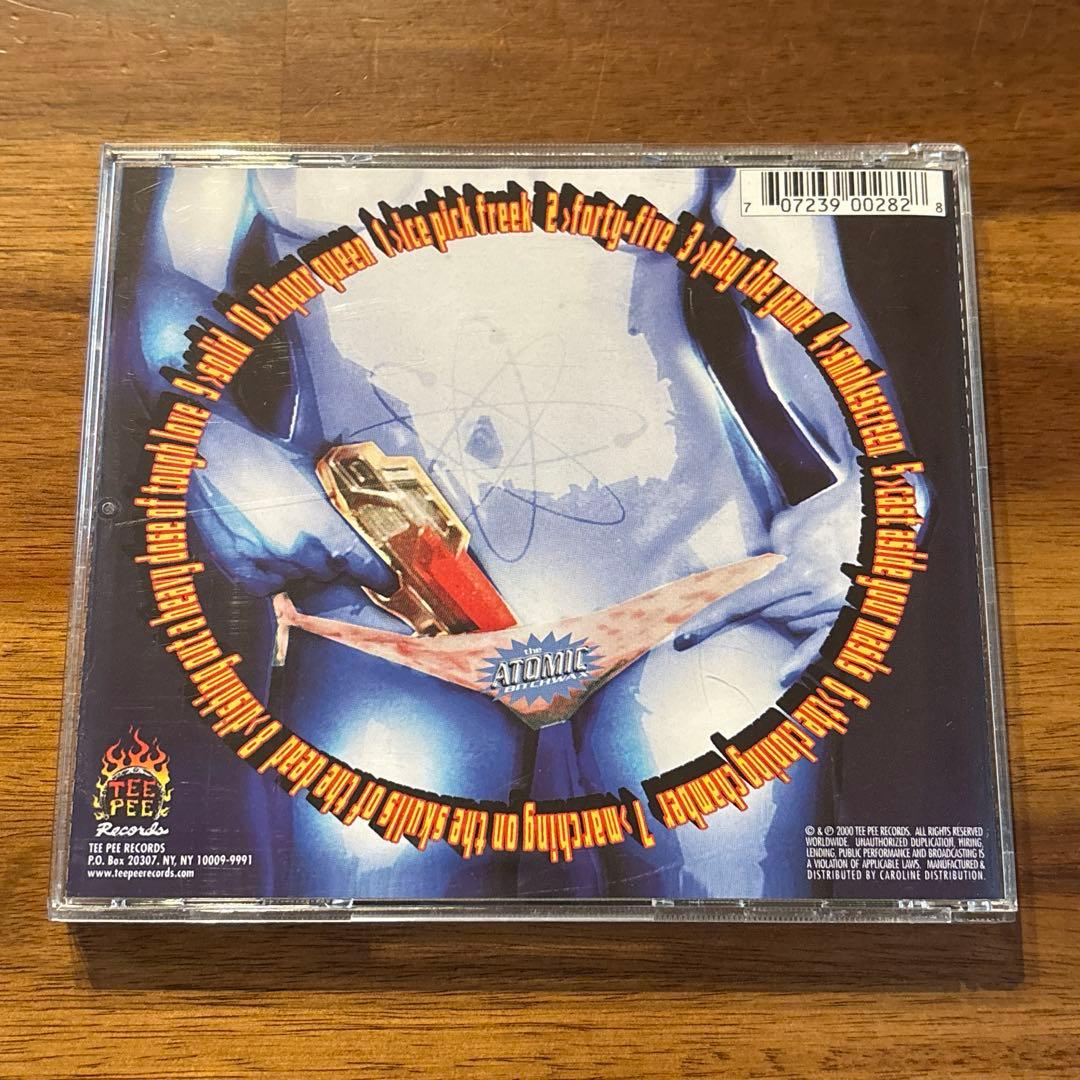 1>ice pick freek
2>forty-five
3>play the game
4>smokescreen
5>cast aside your masks
6>the cloning chamber
7>marching on the skulls of the dead
8>dishing out a heavy dose of tough love
9>solid
10>liquor queen
7 07239 00282 8
the
ATOMIC
BITCHWAX
TEE
PEE
Records
TEE PEE RECORDS
P.O. Box 20307. NY, NY 10009-9991
www.teepeerecords.com
© & ℗ 2000 TEE PEE RECORDS. ALL RIGHTS RESERVED
WORLDWIDE. UNAUTHORIZED DUPLICATION, HIRING,
LENDING, PUBLIC PERFORMANCE AND BROADCASTING IS
A VIOLATION OF APPLICABLE LAWS. MANUFACTURED &
DISTRIBUTED BY CAROLINE DISTRIBUTION.